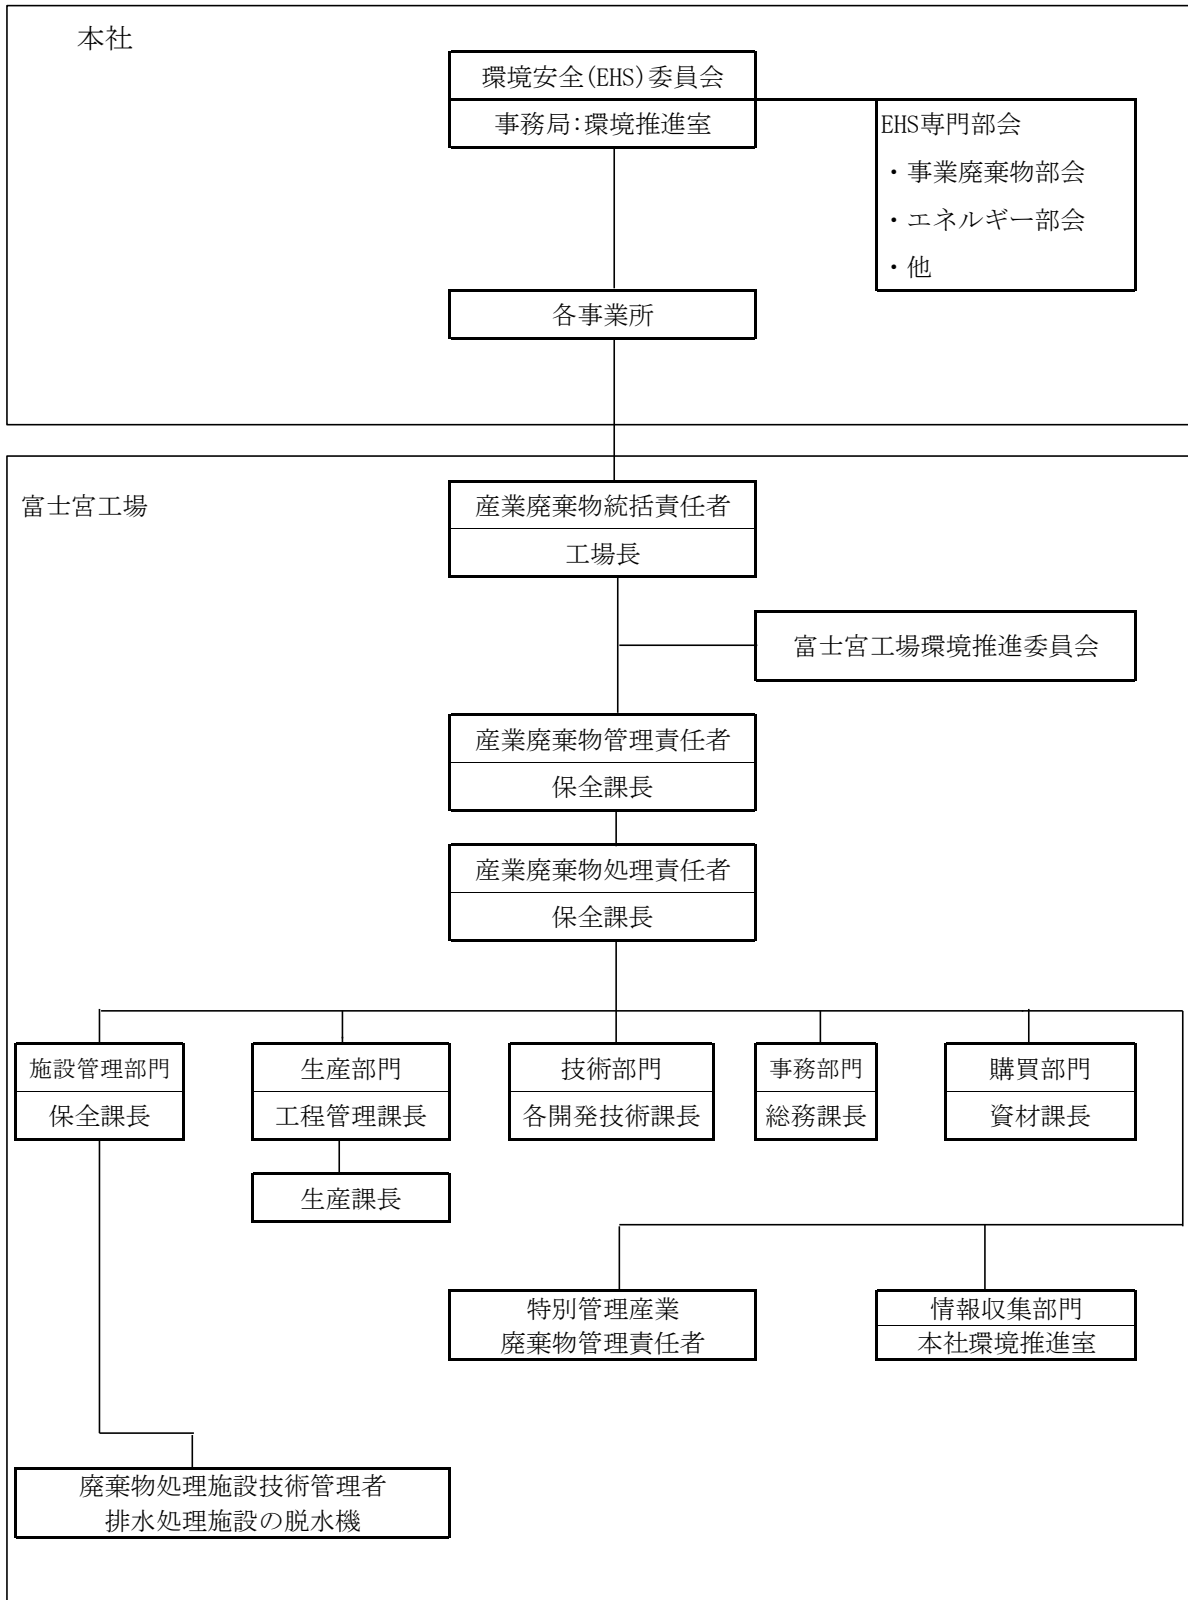 本社
環境安全(EHS)委員会
事務局:環境推進室
EHS専門部会
・事業廃棄物部会
・エネルギー部会
・他
各事業所
富士宮工場
産業廃棄物統括責任者
工場長
富士宮工場環境推進委員会
産業廃棄物管理責任者
保全課長
産業廃棄物処理責任者
保全課長
施設管理部門
保全課長
生産部門
工程管理課長
生産課長
技術部門
各開発技術課長
事務部門
総務課長
購買部門
資材課長
特別管理産業
廃棄物管理責任者
情報収集部門
本社環境推進室
廃棄物処理施設技術管理者
排水処理施設の脱水機